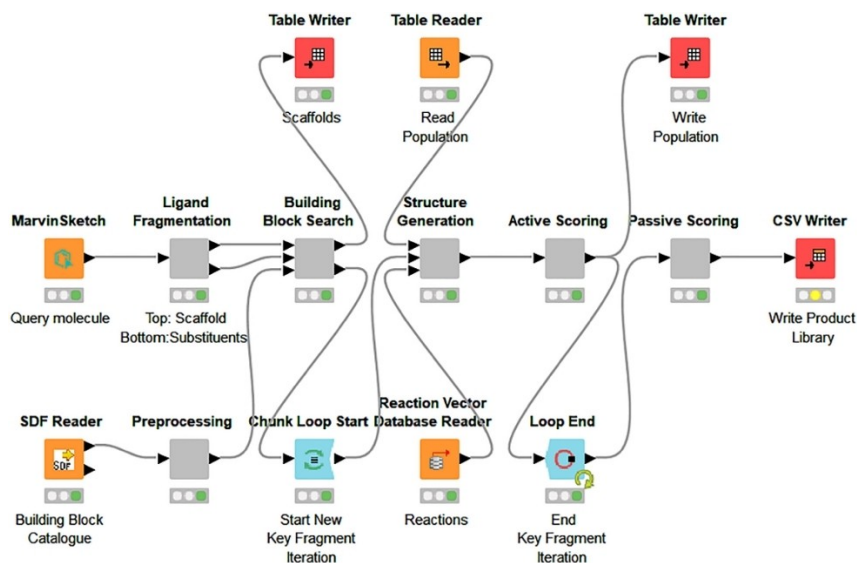 Table Writer
Table Reader
Table Writer
Scaffolds
Read
Population
Write
Population
MarvinSketch
Ligand
Fragmentation
Building
Block Search
Structure
Generation
Active Scoring
Passive Scoring
CSV Writer
Query molecule
Top: Scaffold
Bottom:Substituents
Write Product
Library
SDF Reader
Preprocessing
Chunk Loop Start
Reaction Vector
Database Reader
Loop End
SDF
Building Block
Catalogue
Start New
Key Fragment
Iteration
Reactions
End
Key Fragment
Iteration